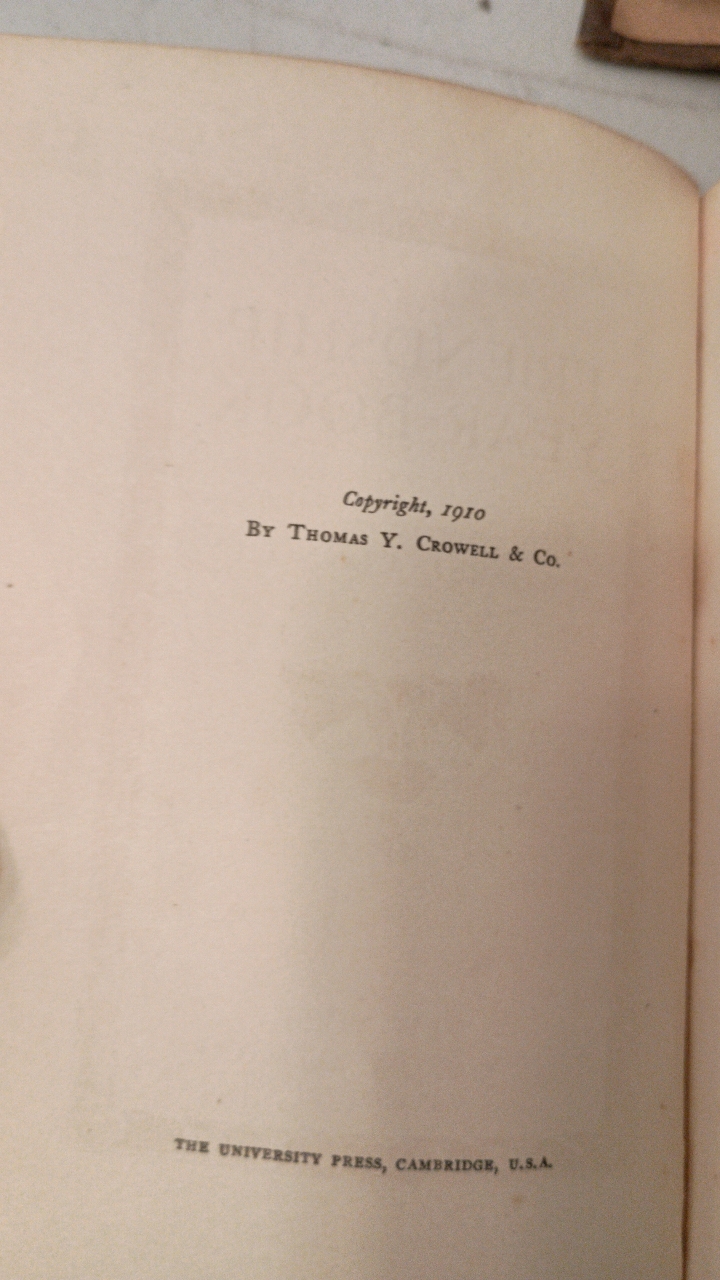 Copyright, 1910
By Thomas Y. Crowell & Co.
THE UNIVERSITY PRESS, CAMBRIDGE, U.S.A.